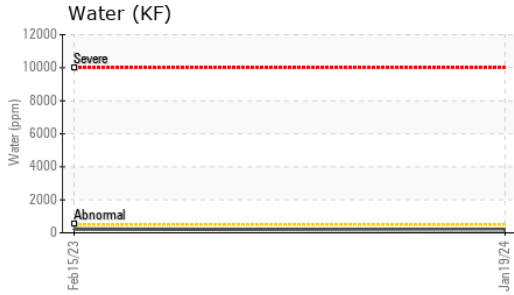 Water (KF)
12000
Severe
10000
8000
Water (ppm)
6000
4000
2000
Abnormal
0
Feb15/23
Jan19/24